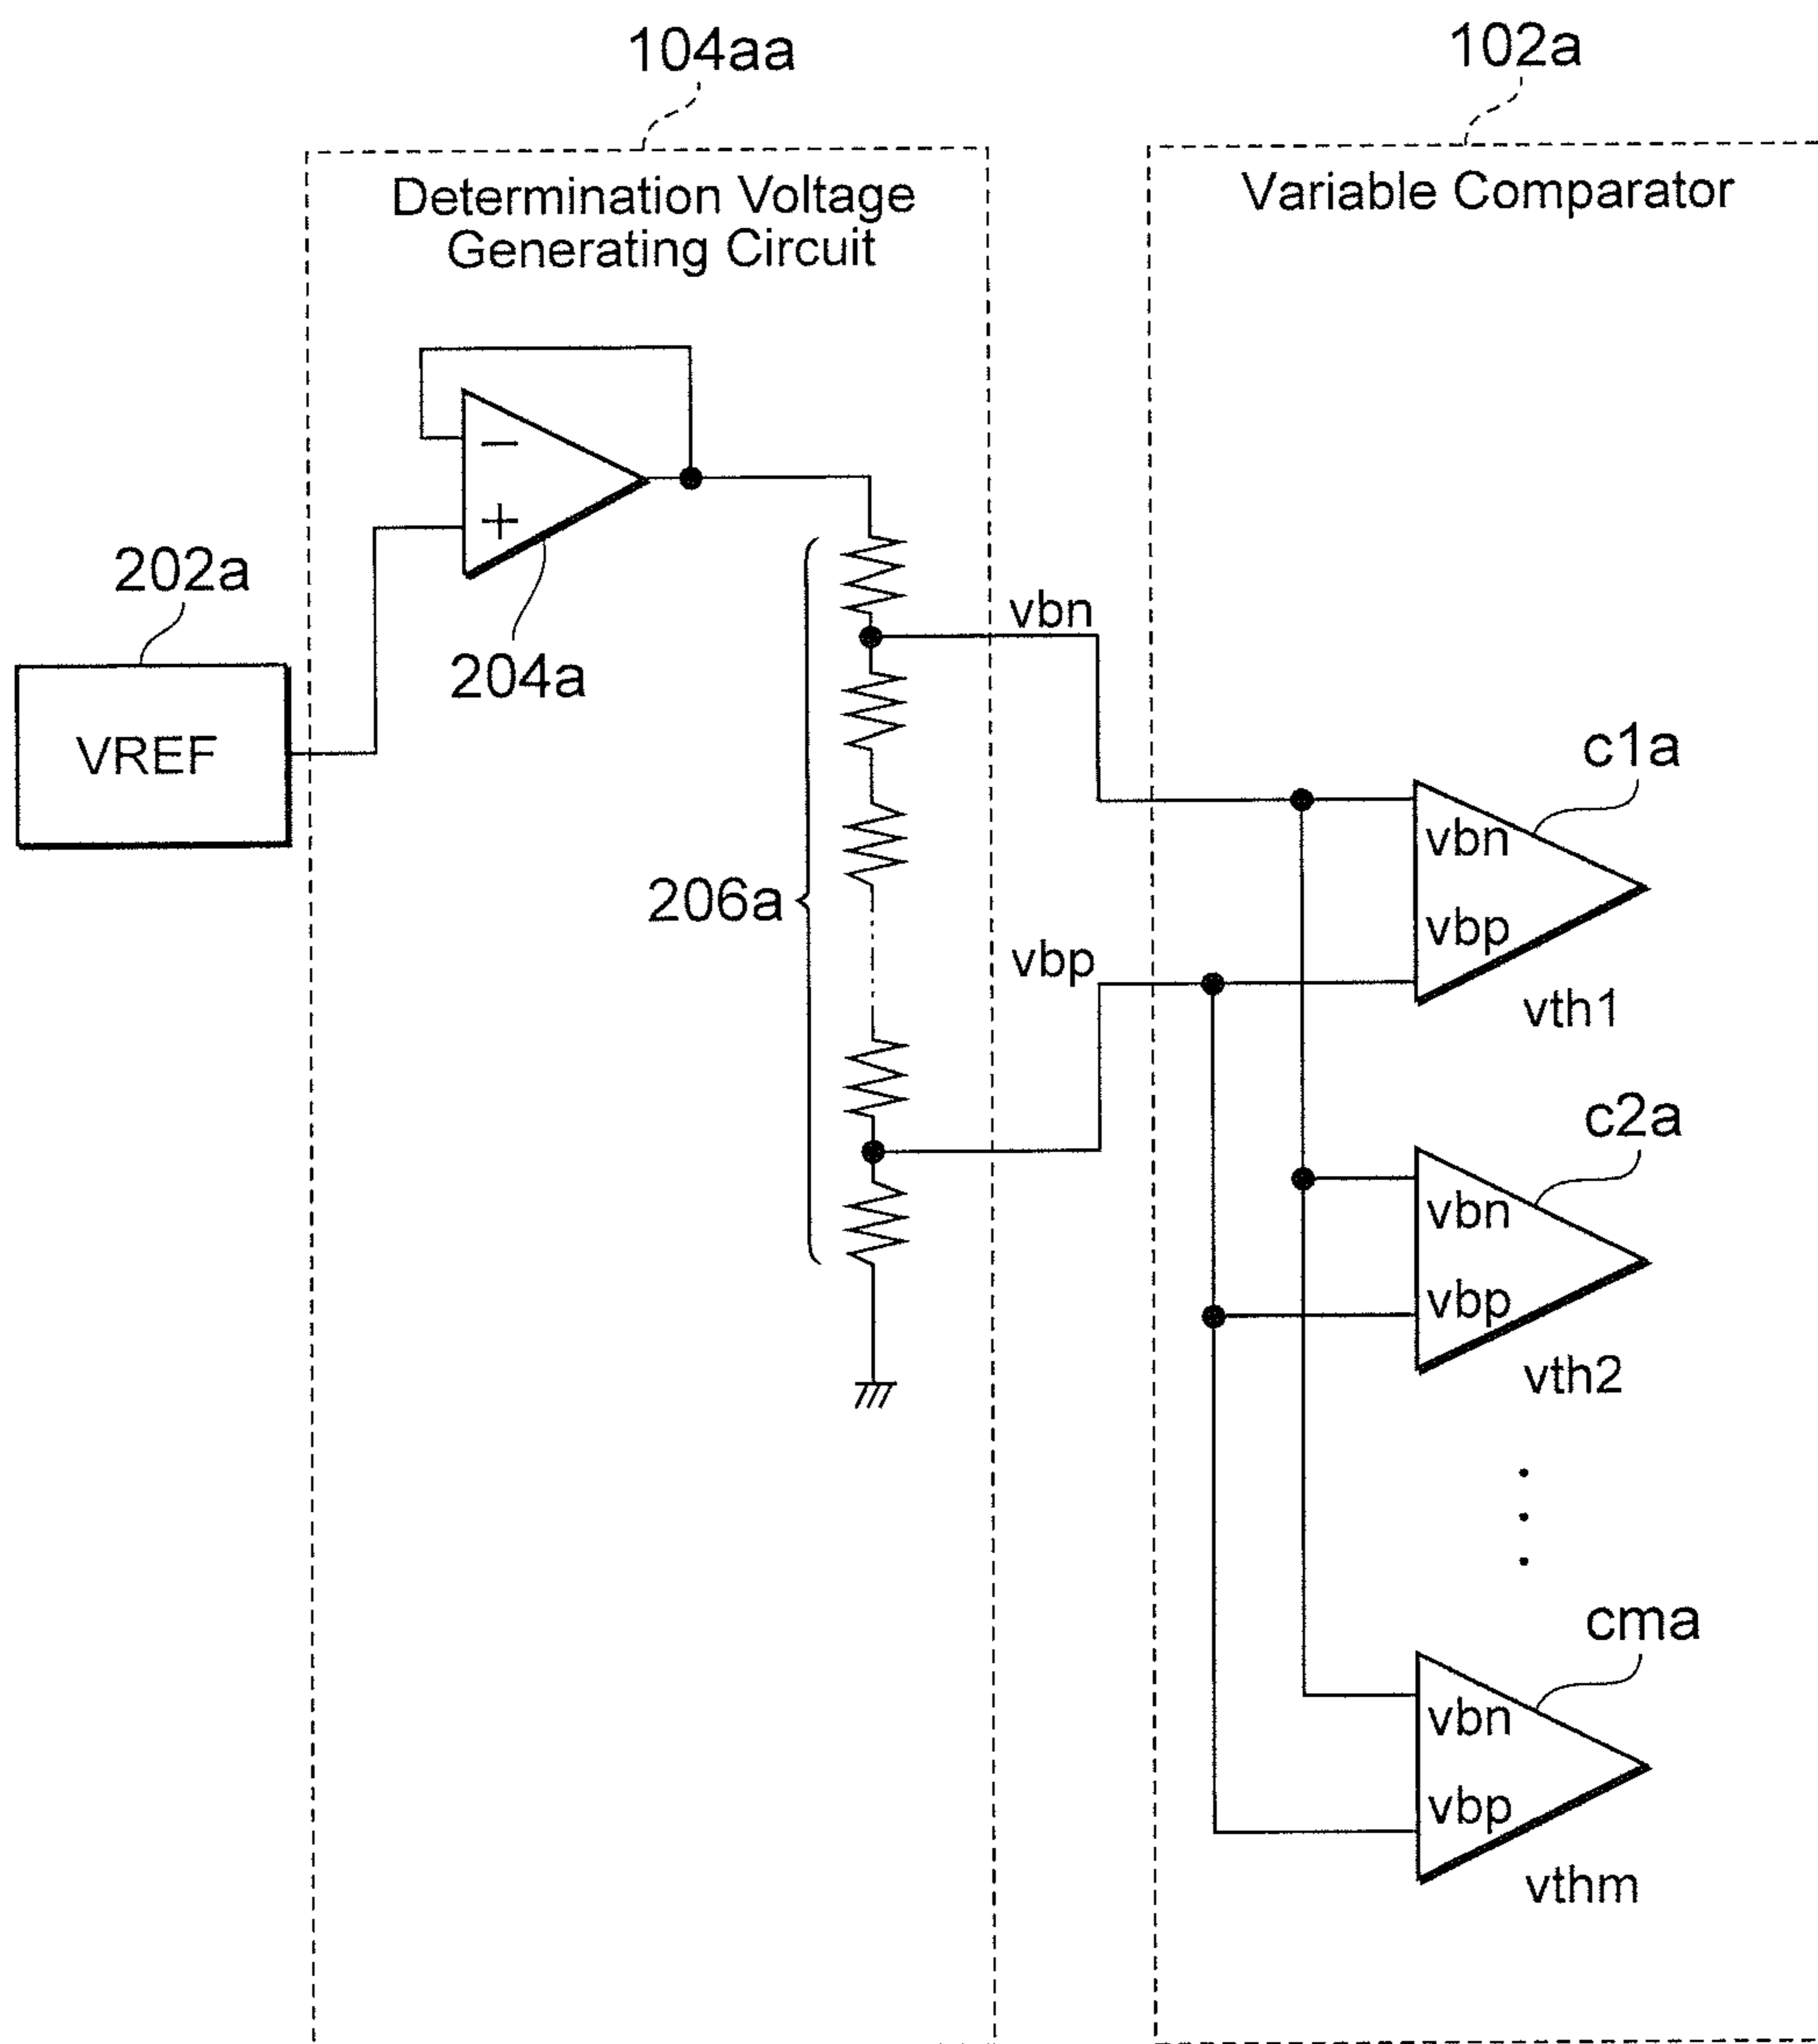 104aa
102a
Determination Voltage
Generating Circuit
Variable Comparator
−
+
202a
204a
VREF
vbn
c1a
vbn
206a
vbp
vbp
vth1
c2a
vbn
vbp
vth2
cma
vbn
vbp
vthm